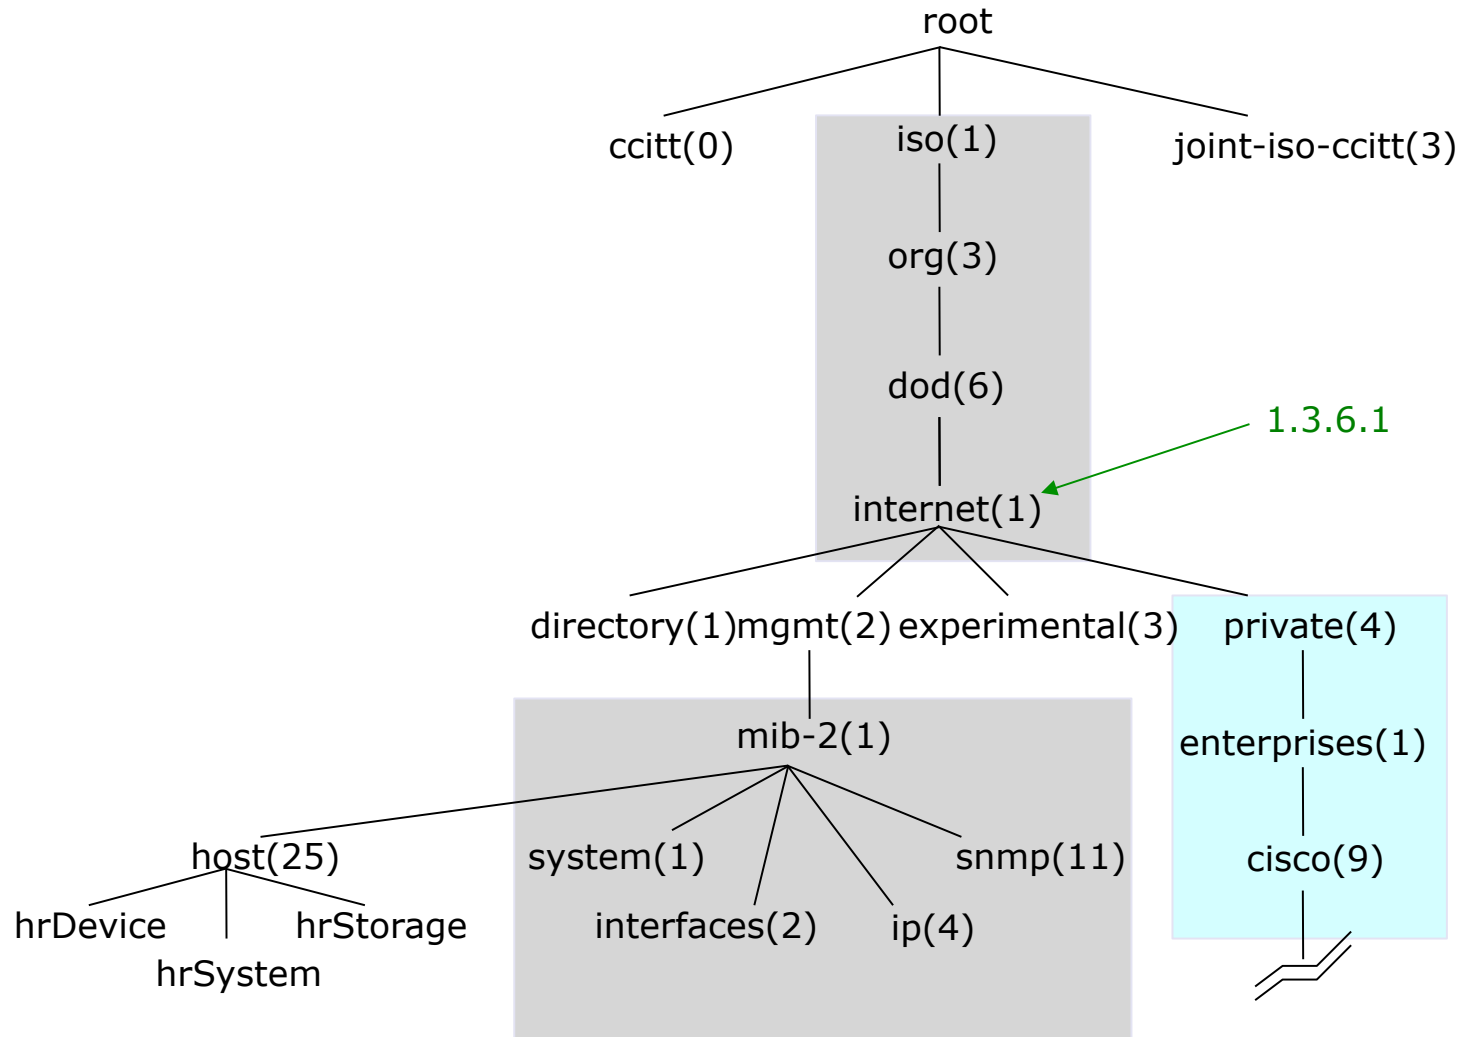 root
ccitt(0)
iso(1)
joint-iso-ccitt(3)
org(3)
dod(6)
1.3.6.1
internet(1)
directory(1)
mgmt(2)
experimental(3)
private(4)
mib-2(1)
enterprises(1)
host(25)
system(1)
snmp(11)
cisco(9)
hrDevice
hrStorage
interfaces(2)
ip(4)
hrSystem